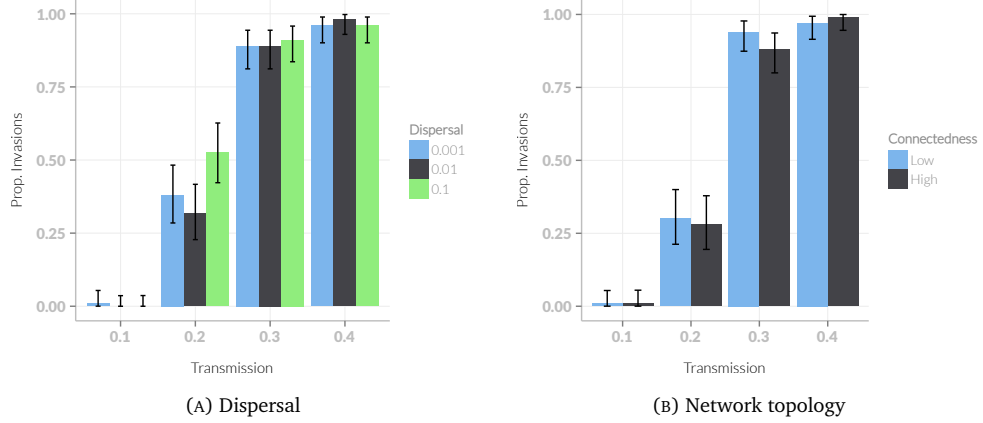 1.00
0.75
0.50
0.25
0.00
Prop. Invasions
0.1
0.2
0.3
0.4
Transmission
Dispersal
0.001
0.01
0.1
(A) Dispersal
1.00
0.75
0.50
0.25
0.00
Prop. Invasions
0.1
0.2
0.3
0.4
Transmission
Connectedness
Low
High
(B) Network topology